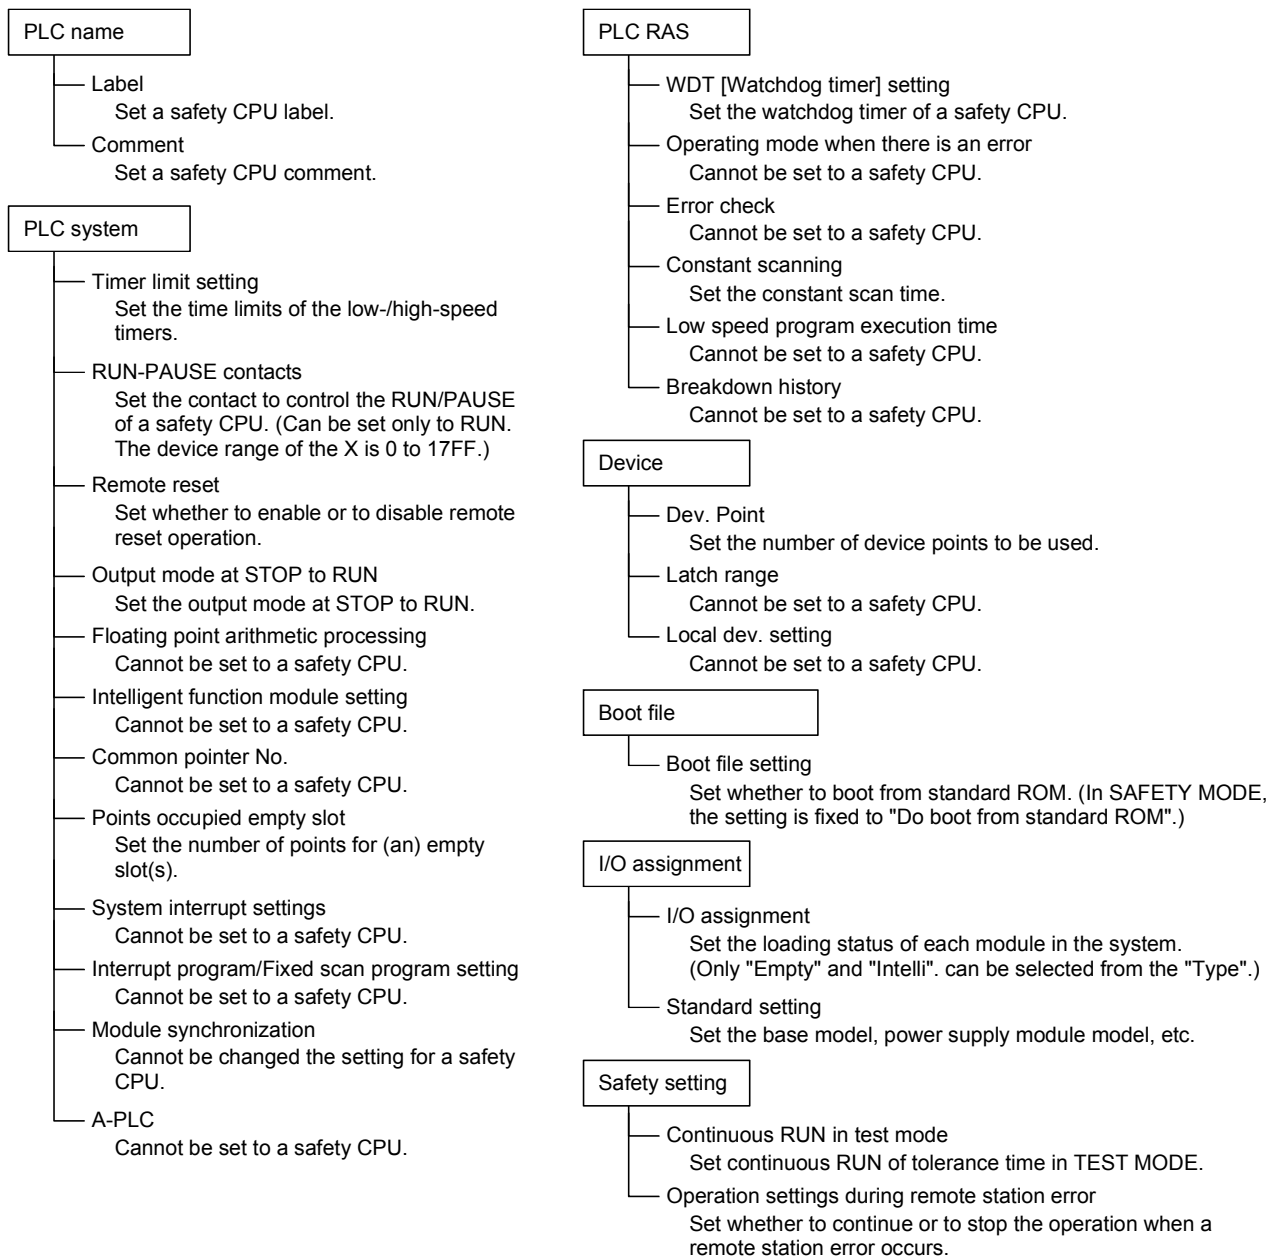 PLC name
Label
Set a safety CPU label.
Comment
Set a safety CPU comment.
PLC system
Timer limit setting
Set the time limits of the low-/high-speed
timers.
RUN-PAUSE contacts
Set the contact to control the RUN/PAUSE
of a safety CPU. (Can be set only to RUN.
The device range of the X is 0 to 17FF.)
Remote reset
Set whether to enable or to disable remote
reset operation.
Output mode at STOP to RUN
Set the output mode at STOP to RUN.
Floating point arithmetic processing
Cannot be set to a safety CPU.
Intelligent function module setting
Cannot be set to a safety CPU.
Common pointer No.
Cannot be set to a safety CPU.
Points occupied empty slot
Set the number of points for (an) empty
slot(s).
System interrupt settings
Cannot be set to a safety CPU.
Interrupt program/Fixed scan program setting
Cannot be set to a safety CPU.
Module synchronization
Cannot be changed the setting for a safety
CPU.
A-PLC
Cannot be set to a safety CPU.
PLC RAS
WDT [Watchdog timer] setting
Set the watchdog timer of a safety CPU.
Operating mode when there is an error
Cannot be set to a safety CPU.
Error check
Cannot be set to a safety CPU.
Constant scanning
Set the constant scan time.
Low speed program execution time
Cannot be set to a safety CPU.
Breakdown history
Cannot be set to a safety CPU.
Device
Dev. Point
Set the number of device points to be used.
Latch range
Cannot be set to a safety CPU.
Local dev. setting
Cannot be set to a safety CPU.
Boot file
Boot file setting
Set whether to boot from standard ROM. (In SAFETY MODE,
the setting is fixed to "Do boot from standard ROM".)
I/O assignment
I/O assignment
Set the loading status of each module in the system.
(Only "Empty" and "Intelli". can be selected from the "Type".)
Standard setting
Set the base model, power supply module model, etc.
Safety setting
Continuous RUN in test mode
Set continuous RUN of tolerance time in TEST MODE.
Operation settings during remote station error
Set whether to continue or to stop the operation when a
remote station error occurs.